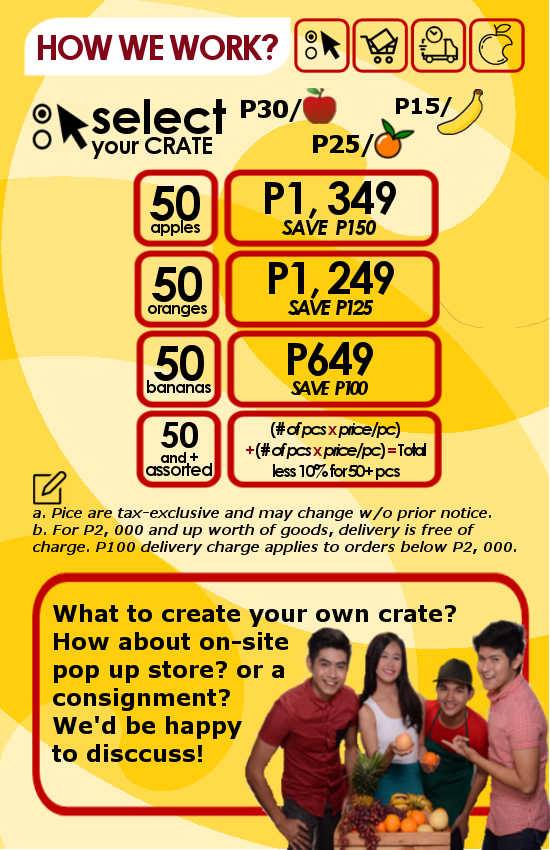 HOW WE WORK?
select
your CRATE
P30/
P15/
P25/
50
apples
P1, 349
SAVE P150
50
oranges
P1, 249
SAVE P125
50
bananas
P649
SAVE P100
50
and +
assorted
(# of pcs x price/pc)
+ (# of pcs x price/pc) = Total
less 10% for 50+ pcs
a. Pice are tax-exclusive and may change w/o prior notice.
b. For P2, 000 and up worth of goods, delivery is free of
charge. P100 delivery charge applies to orders below P2, 000.
What to create your own crate?
How about on-site
pop up store? or a
consignment?
We'd be happy
to disccuss!